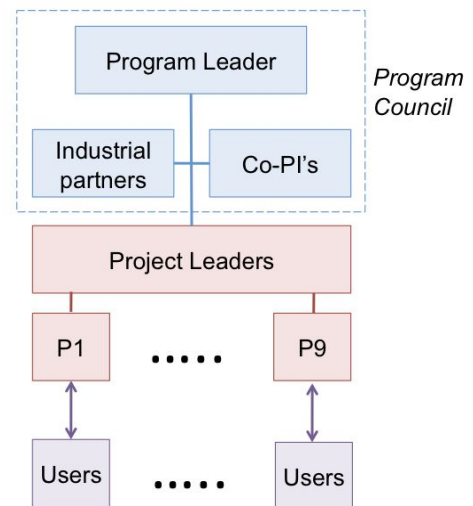 Program Leader
Program
Council
Industrial
partners
Co-PI's
Project Leaders
P1
.....
P9
Users
.....
Users